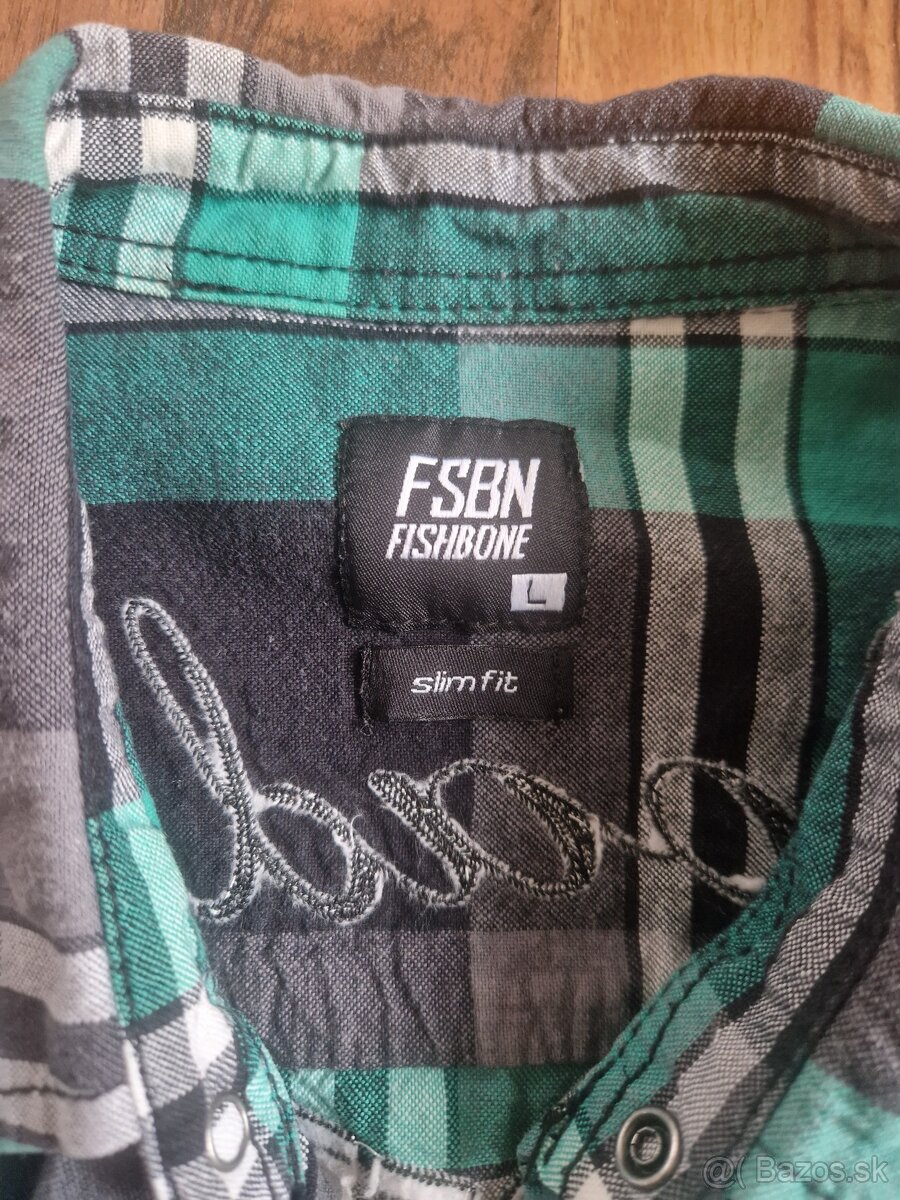 FSBN
FISHBONE
L
slim fit
@( Bazos.sk